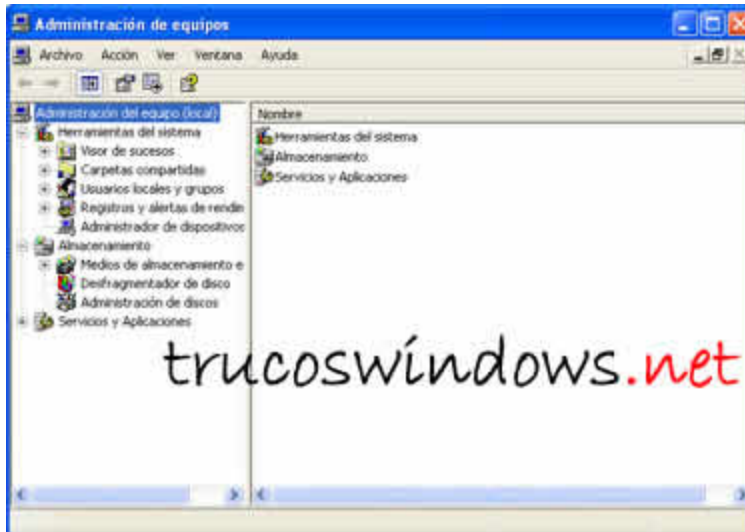 Administración de equipos
Archivo Acción Ver Ventana Ayuda
Administración del equipo (local)
Herramientas del sistema
Visor de sucesos
Carpetas compartidas
Usuarios locales y grupos
Registros y alertas de rendin
Administrador de dispositivos
Almacenamiento
Medios de almacenamiento e
Desfragmentador de disco
Administración de discos
Servicios y Aplicaciones
Nombre
Herramientas del sistema
Almacenamiento
Servicios y Aplicaciones
trucoswindows.net